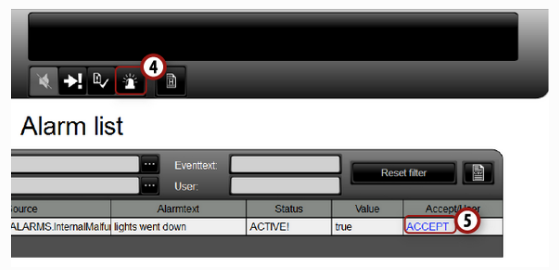 4
Alarm list
Eventtext:
Reset filter
User:
ource Alarmtext Status Value Accept/User
ALARMS.InternalMalfu lights went down ACTIVE! true ACCEPT 5